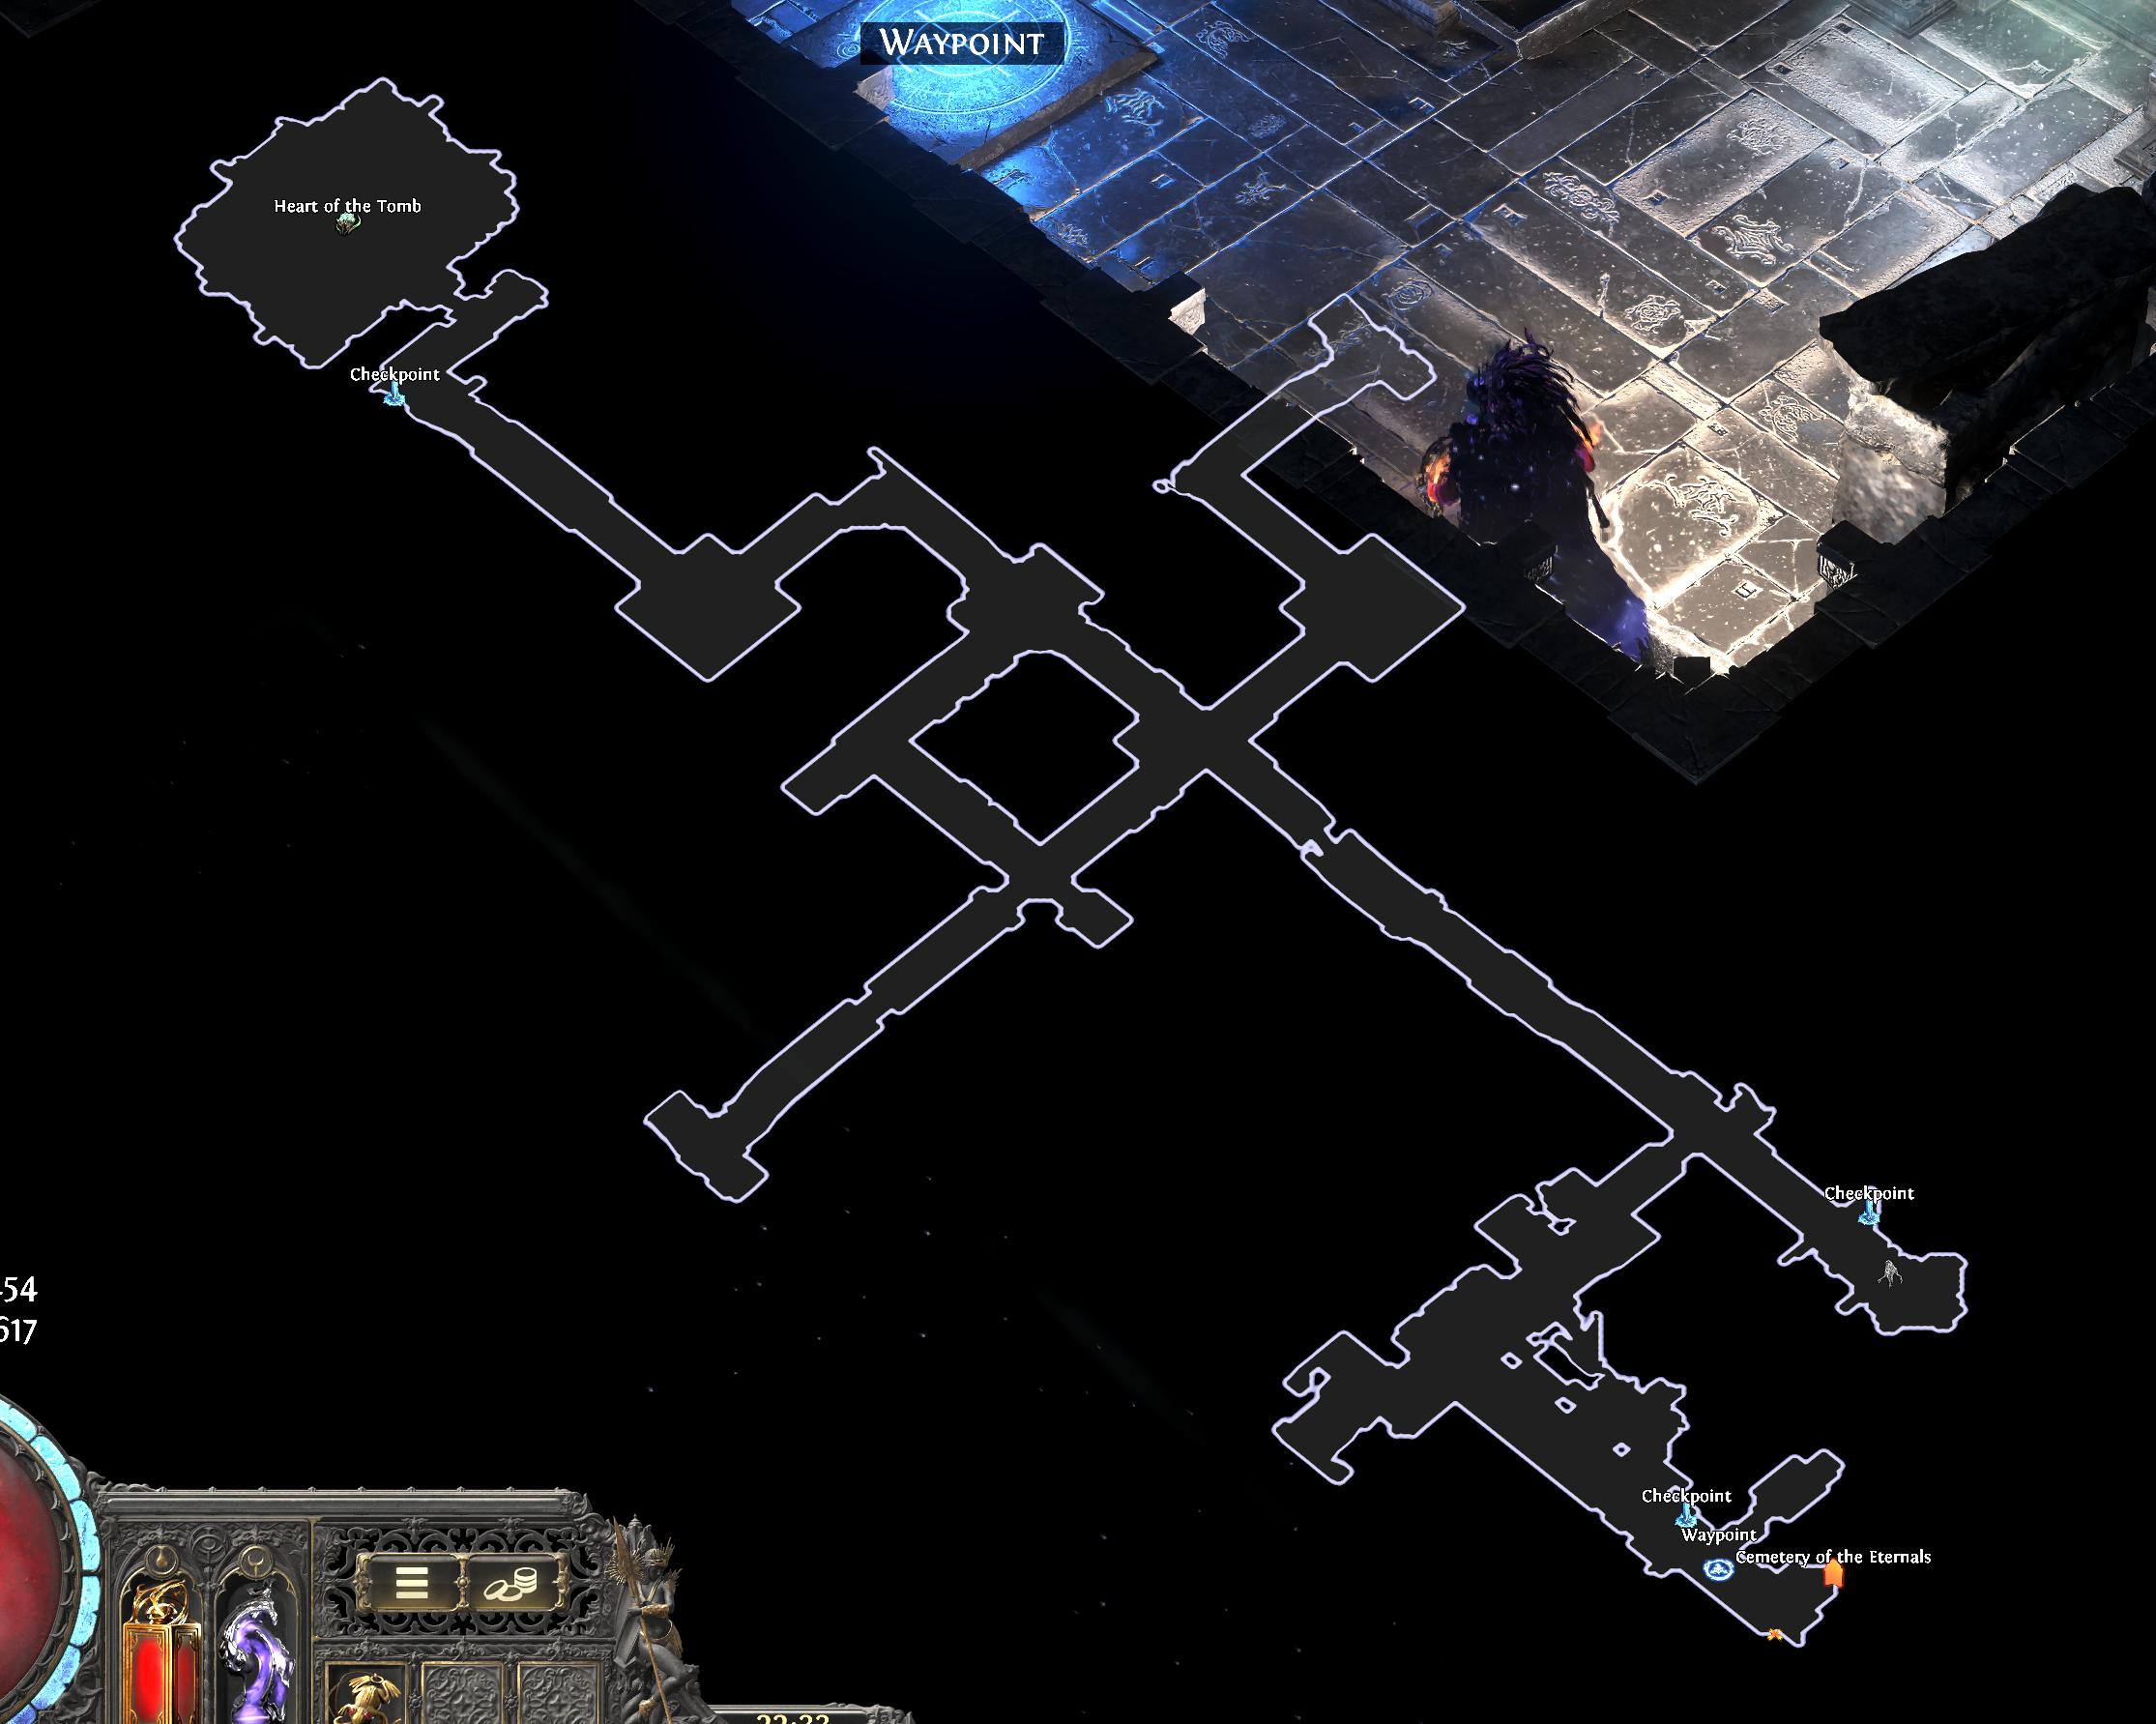 WAYPOINT
Heart of the Tomb
Checkpoint
Checkpoint
Checkpoint
Waypoint
Cemetery of the Eternals
54
617